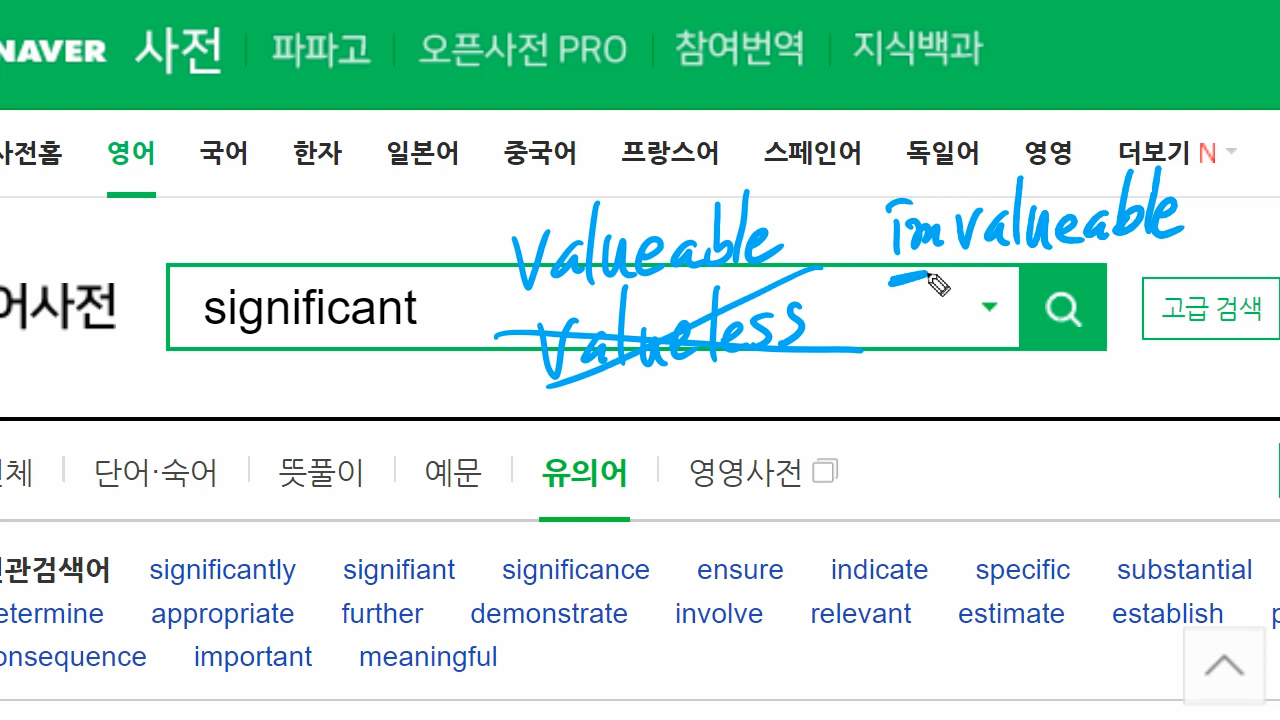 NAVER 사전 파파고 오픈사전 PRO 참여번역 지식백과
사전홈 영어 국어 한자 일본어 중국어 프랑스어 스페인어 독일어 영영 더보기 N
valueable invalueable
어사전 significant 고급 검색
valueless
체 단어·숙어 뜻풀이 예문 유의어 영영사전
연관검색어 significantly signifiant significance ensure indicate specific substantial
etermine appropriate further demonstrate involve relevant estimate establish p
onsequence important meaningful